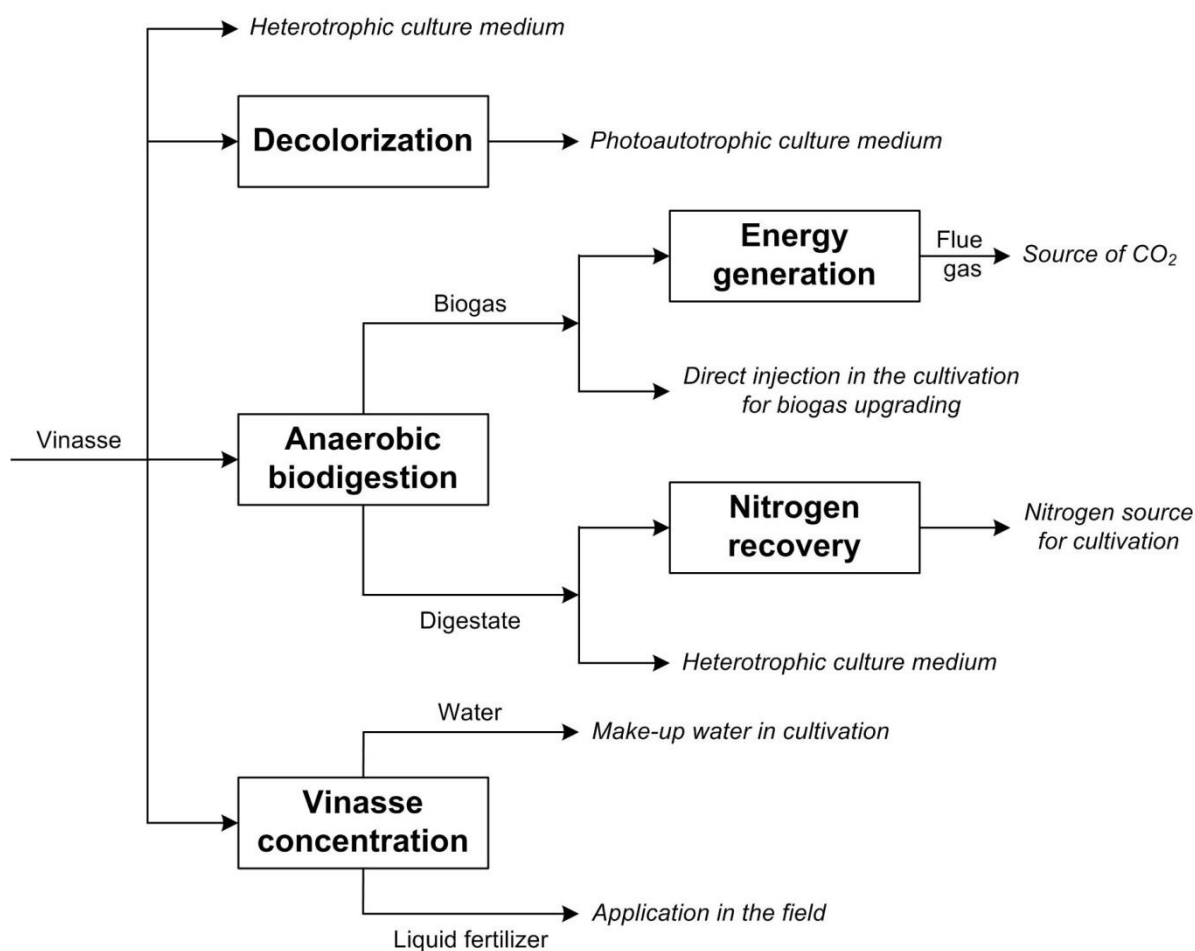 Heterotrophic culture medium
Decolorization
Photoautotrophic culture medium
Energy
generation
Flue
gas
Source of CO₂
Biogas
Direct injection in the cultivation
for biogas upgrading
Vinasse
Anaerobic
biodigestion
Nitrogen
recovery
Nitrogen source
for cultivation
Digestate
Heterotrophic culture medium
Water
Make-up water in cultivation
Vinasse
concentration
Application in the field
Liquid fertilizer